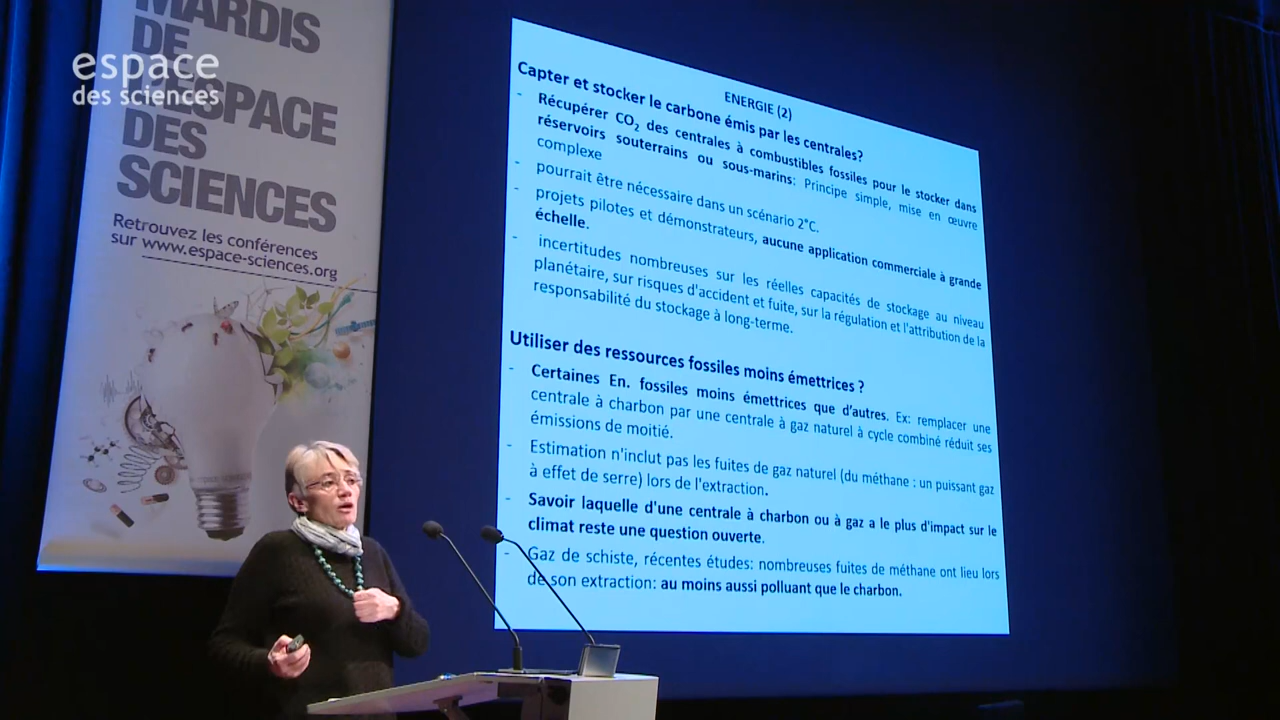 MARDIS
DE
L'ESPACE
DES
SCIENCES
Retrouvez les conférences
sur www.espace-sciences.org
espace
des sciences
ENERGIE (2)
Capter et stocker le carbone émis par les centrales?
- Récupérer CO₂ des centrales à combustibles fossiles pour le stocker dans
réservoirs souterrains ou sous-marins: Principe simple, mise en œuvre
complexe
- pourrait être nécessaire dans un scénario 2°C.
- projets pilotes et démonstrateurs, aucune application commerciale à grande
échelle.
- incertitudes nombreuses sur les réelles capacités de stockage au niveau
planétaire, sur risques d'accident et fuite, sur la régulation et l'attribution de la
responsabilité du stockage à long-terme.
Utiliser des ressources fossiles moins émettrices ?
- Certaines En. fossiles moins émettrices que d'autres. Ex: remplacer une
centrale à charbon par une centrale à gaz naturel à cycle combiné réduit ses
émissions de moitié.
- Estimation n'inclut pas les fuites de gaz naturel (du méthane : un puissant gaz
à effet de serre) lors de l'extraction.
- Savoir laquelle d'une centrale à charbon ou à gaz a le plus d'impact sur le
climat reste une question ouverte.
- Gaz de schiste, récentes études: nombreuses fuites de méthane ont lieu lors
de son extraction: au moins aussi polluant que le charbon.